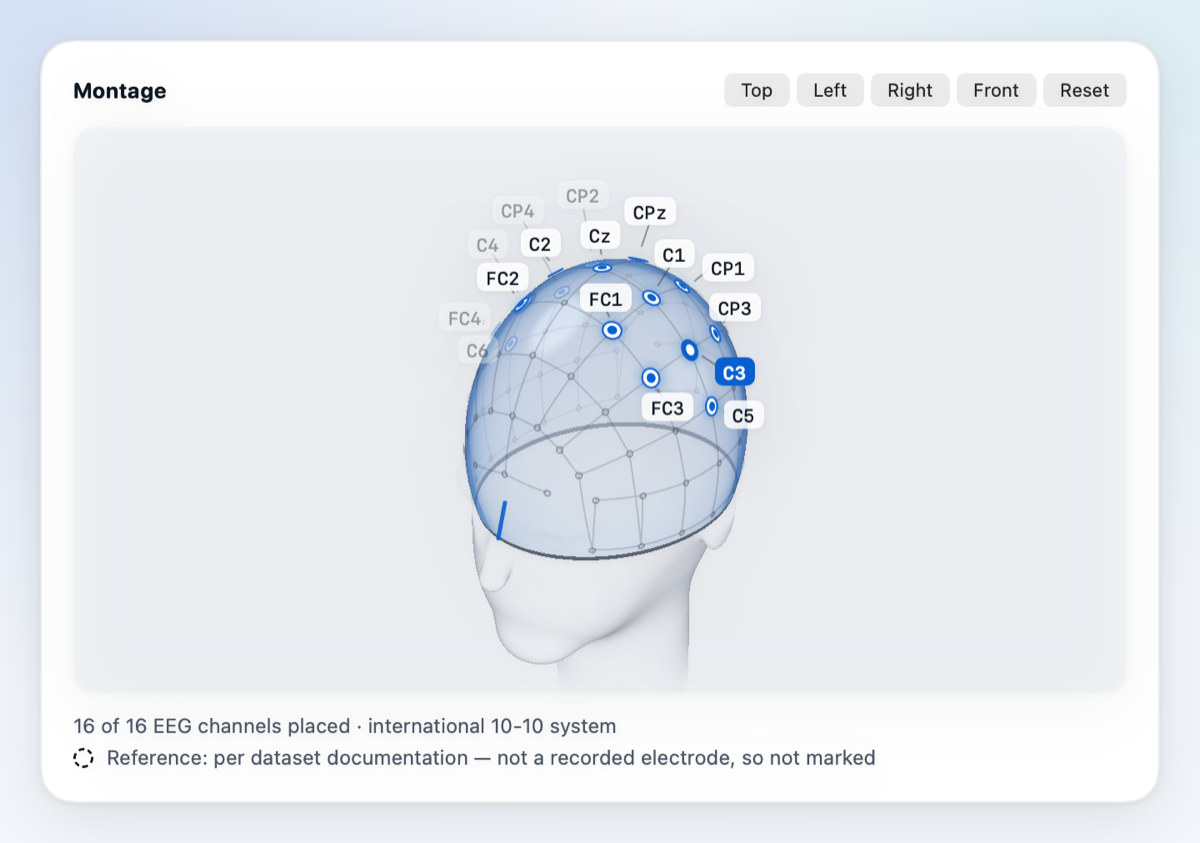 Montage
Top
Left
Right
Front
Reset
CP2
CP4
CPz
Cz
C2
C4
C1
CP1
FC2
FC1
CP3
FC4
C6
C3
FC3
C5
16 of 16 EEG channels placed · international 10-10 system
Reference: per dataset documentation — not a recorded electrode, so not marked